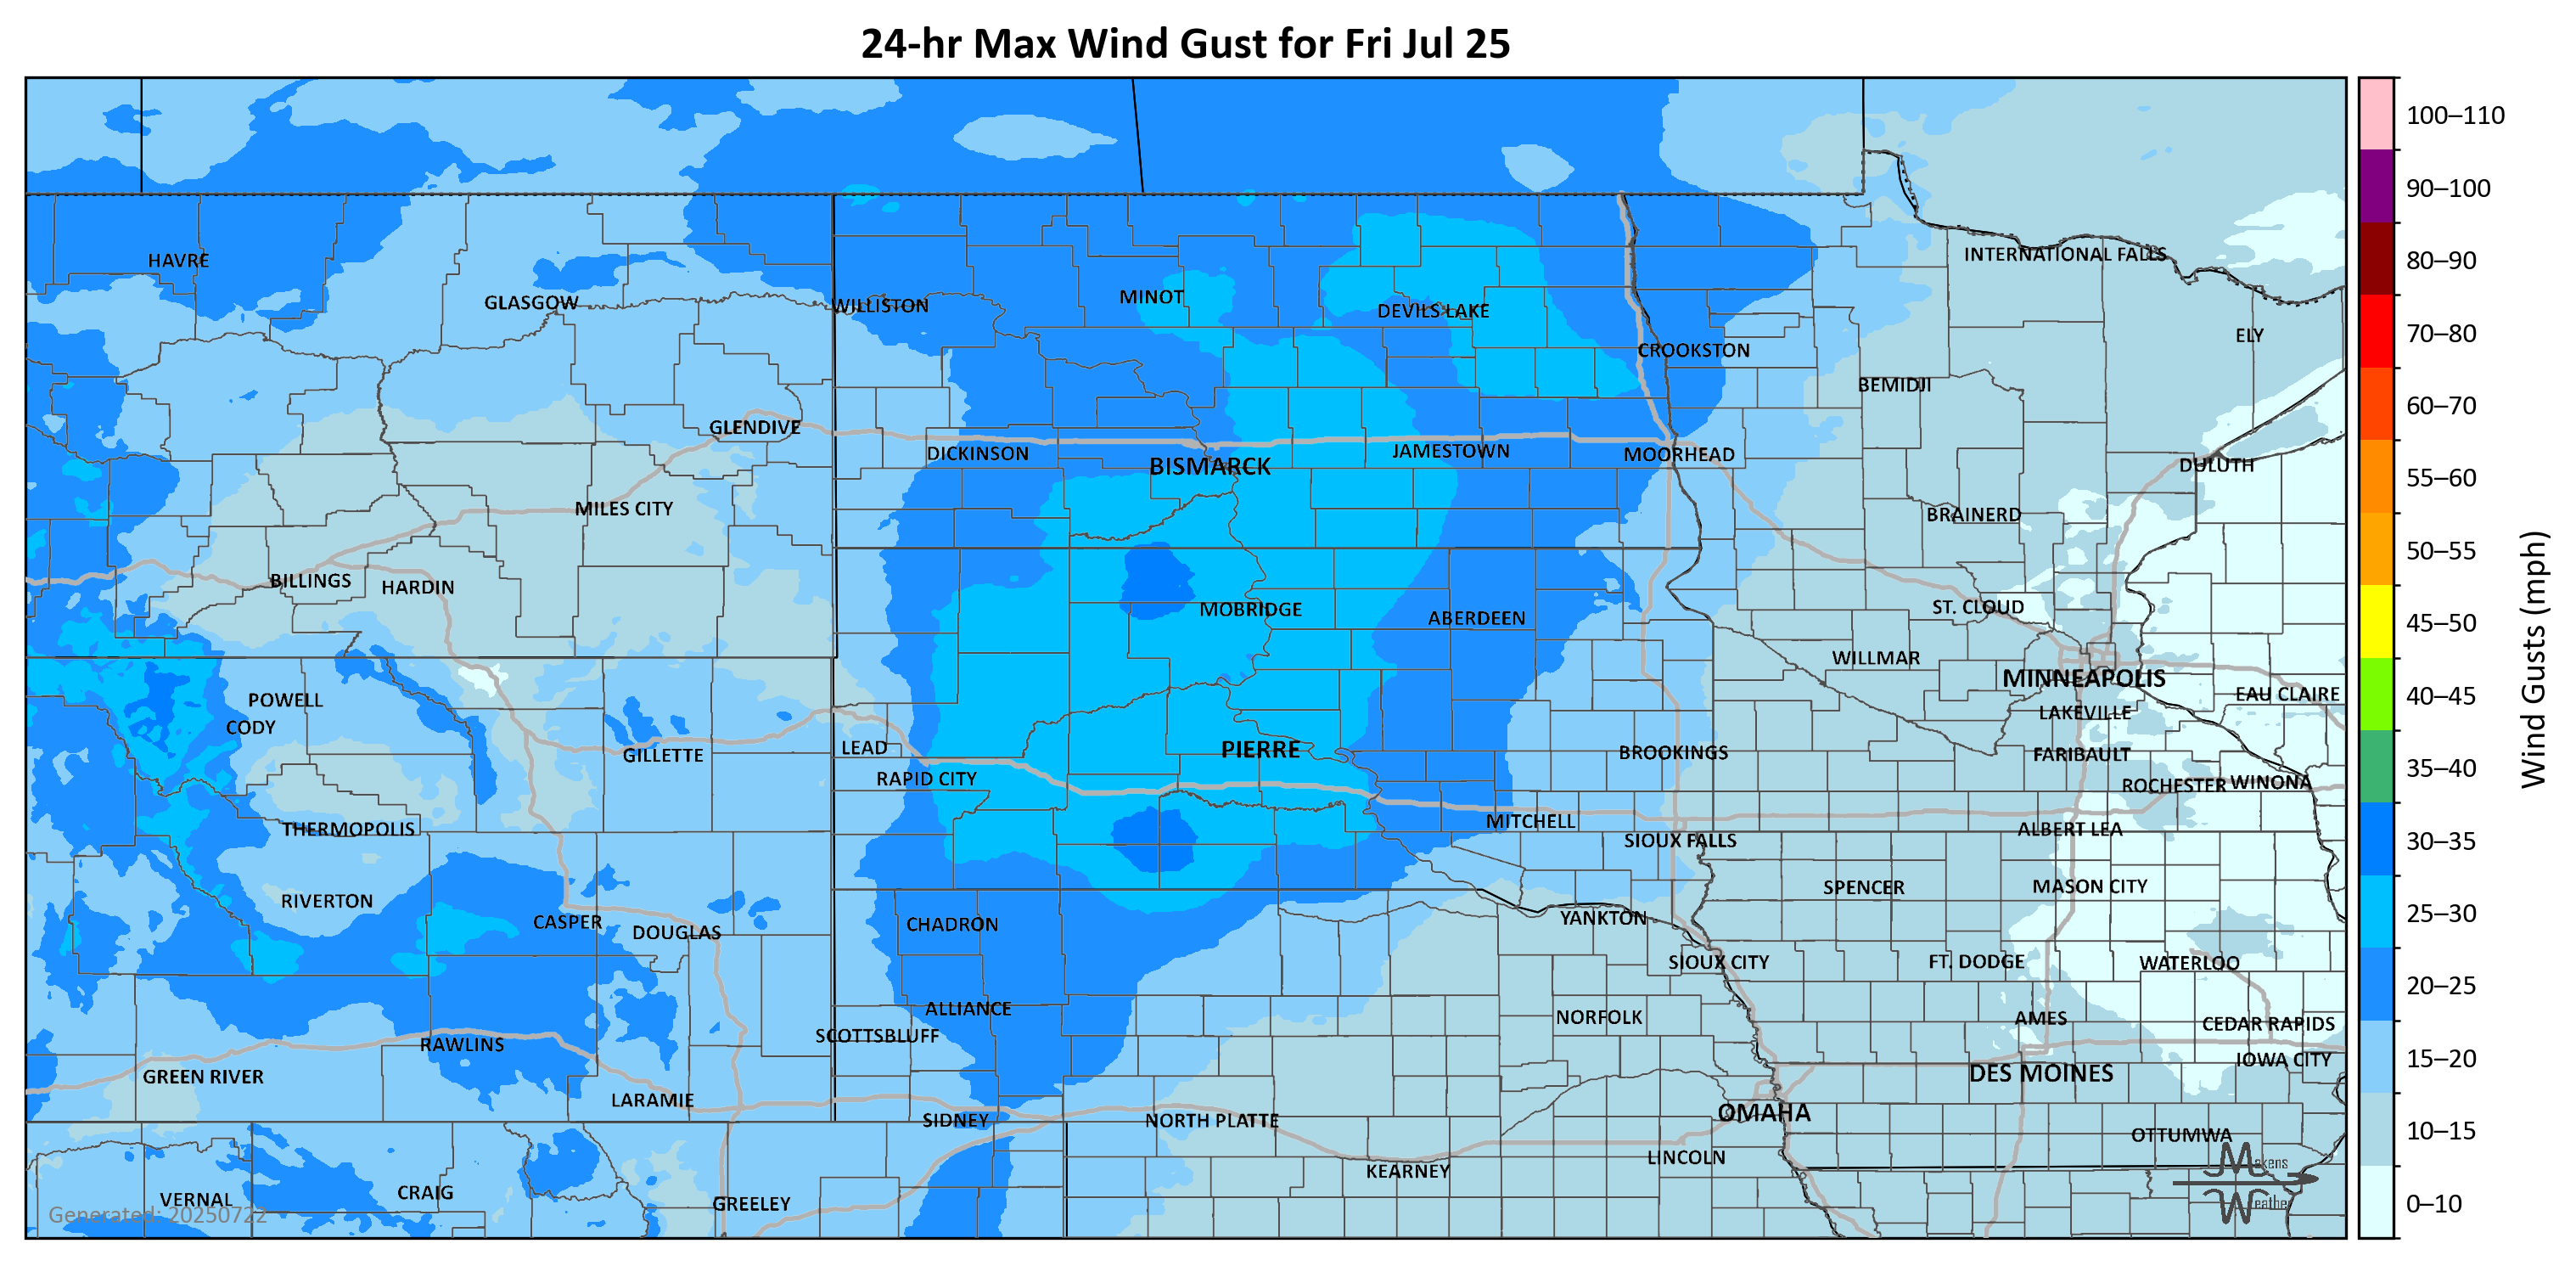 24-hr Max Wind Gust for Fri Jul 25
100–110
90–100
80–90
70–80
60–70
55–60
50–55
45–50
40–45
35–40
30–35
25–30
20–25
15–20
10–15
0–10
Wind Gusts (mph)
HAVRE
INTERNATIONAL FALLS
GLASGOW
WILLISTON
MINOT
DEVILS LAKE
ELY
CROOKSTON
BEMIDJI
GLENDIVE
DICKINSON
BISMARCK
JAMESTOWN
MOORHEAD
DULUTH
MILES CITY
BRAINERD
BILLINGS
HARDIN
MOBRIDGE
ABERDEEN
ST. CLOUD
WILLMAR
MINNEAPOLIS
POWELL
EAU CLAIRE
CODY
LAKEVILLE
GILLETTE
LEAD
PIERRE
BROOKINGS
FARIBAULT
RAPID CITY
ROCHESTER
WINONA
THERMOPOLIS
MITCHELL
ALBERT LEA
SIOUX FALLS
RIVERTON
SPENCER
MASON CITY
CASPER
DOUGLAS
CHADRON
YANKTON
SIOUX CITY
FT. DODGE
WATERLOO
ALLIANCE
NORFOLK
AMES
CEDAR RAPIDS
RAWLINS
SCOTTSBLUFF
IOWA CITY
GREEN RIVER
DES MOINES
LARAMIE
SIDNEY
NORTH PLATTE
OMAHA
OTTUMWA
LINCOLN
KEARNEY
VERNAL
CRAIG
GREELEY
Generated: 20250722
Makens
Weather